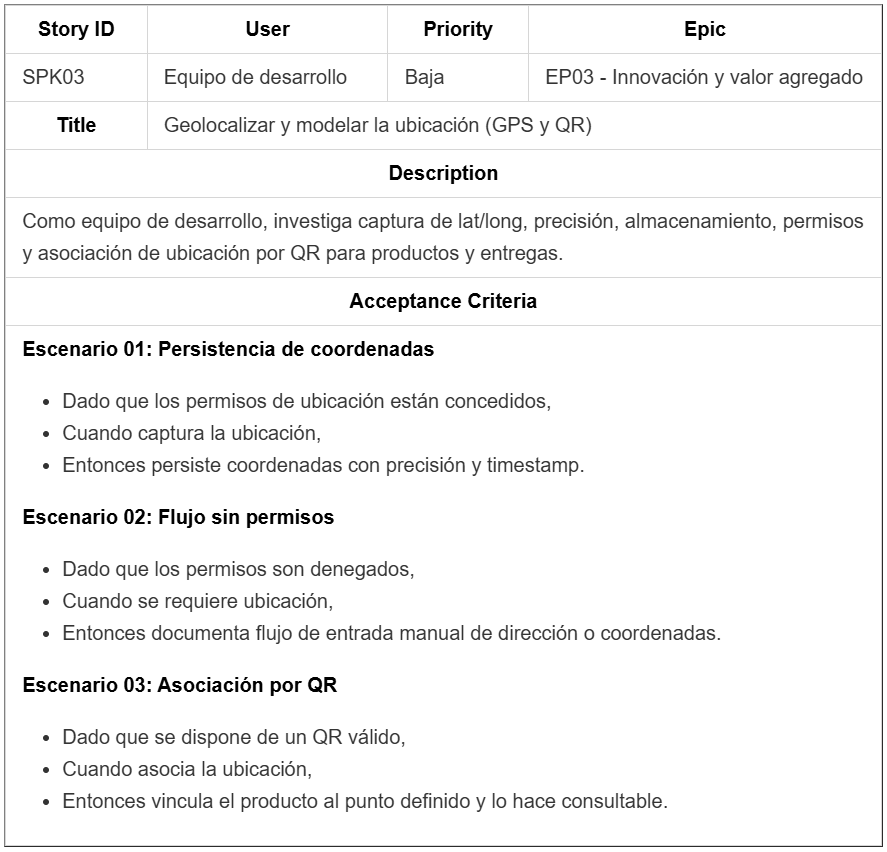 Story ID User Priority Epic
SPK03 Equipo de desarrollo Baja EP03 - Innovación y valor agregado
Title Geolocalizar y modelar la ubicación (GPS y QR)
Description
Como equipo de desarrollo, investiga captura de lat/long, precisión, almacenamiento, permisos
y asociación de ubicación por QR para productos y entregas.
Acceptance Criteria
Escenario 01: Persistencia de coordenadas
• Dado que los permisos de ubicación están concedidos,
• Cuando captura la ubicación,
• Entonces persiste coordenadas con precisión y timestamp.
Escenario 02: Flujo sin permisos
• Dado que los permisos son denegados,
• Cuando se requiere ubicación,
• Entonces documenta flujo de entrada manual de dirección o coordenadas.
Escenario 03: Asociación por QR
• Dado que se dispone de un QR válido,
• Cuando asocia la ubicación,
• Entonces vincula el producto al punto definido y lo hace consultable.